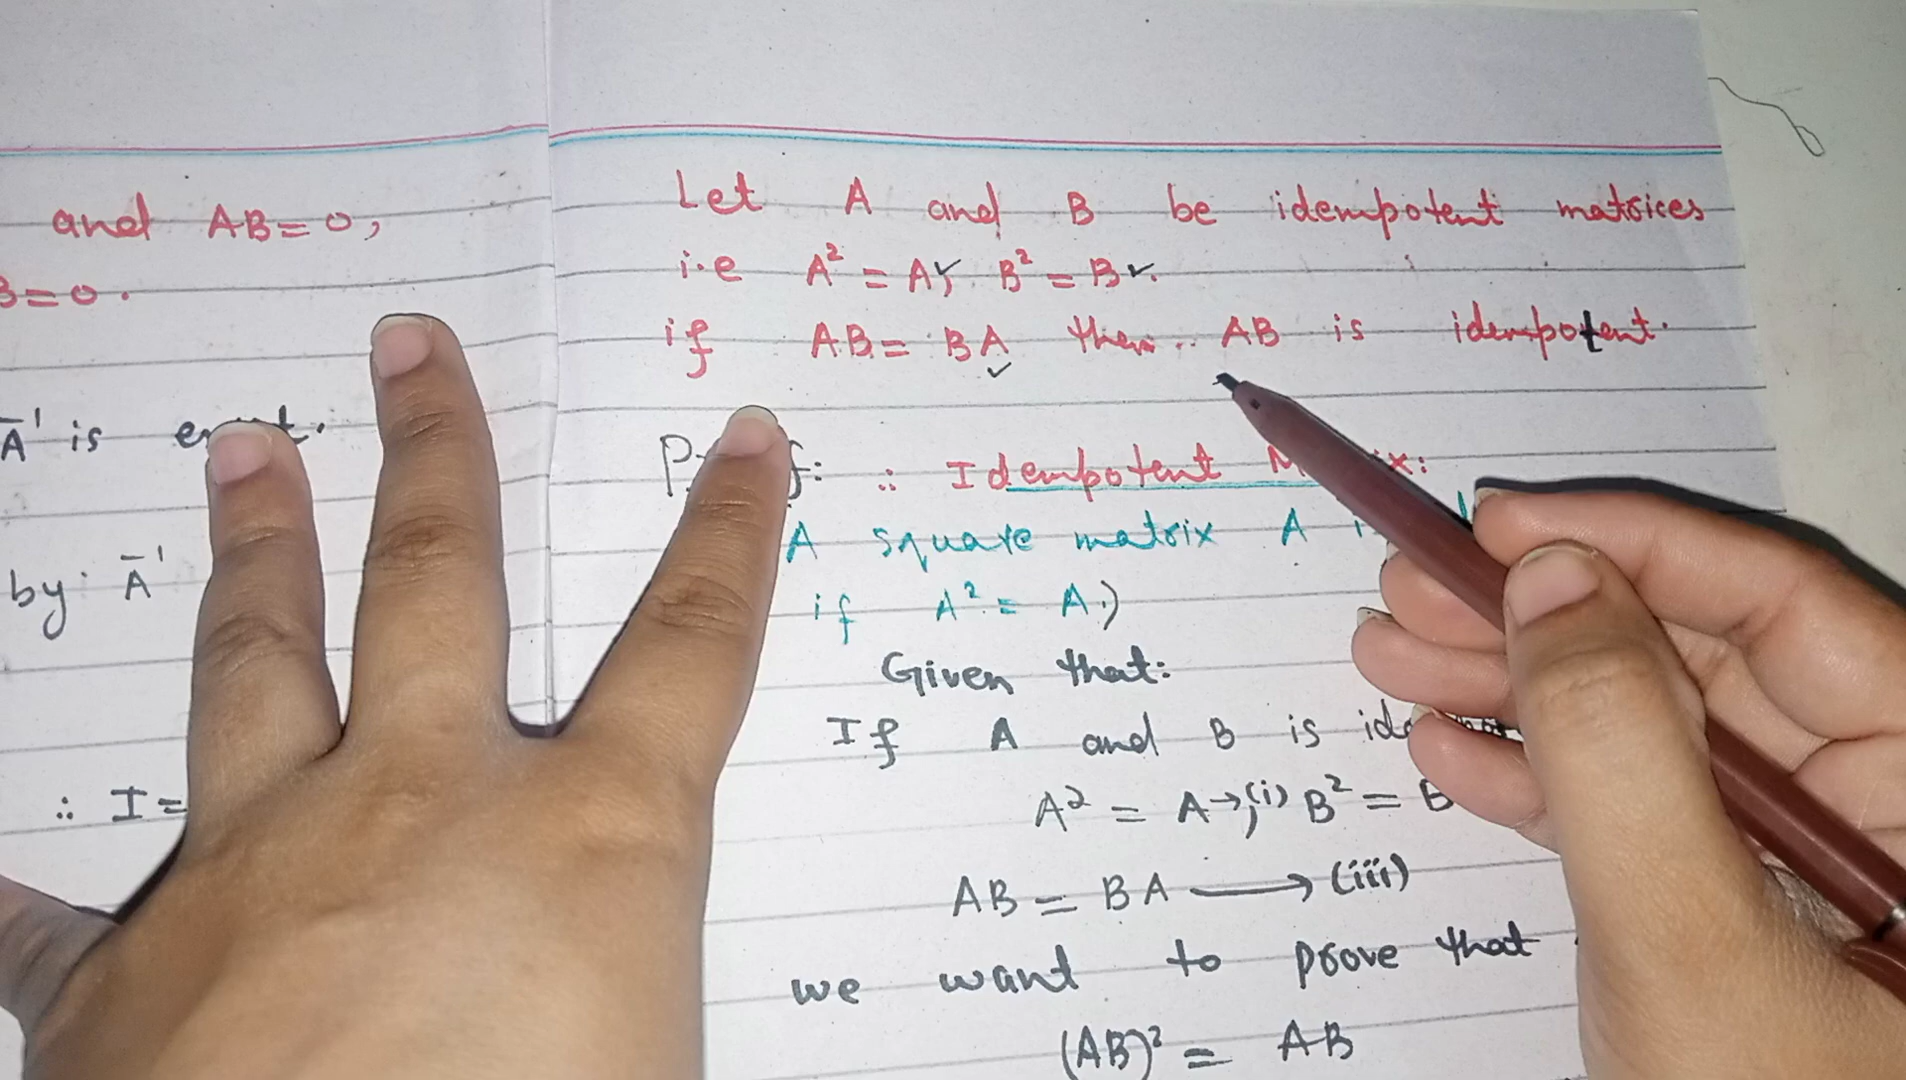 and AB=0,
B=0.
A⁻¹ is
by: A⁻¹
∴ I=
Let A and B be idempotent matrices
i.e A² = A, B² = B.
if AB = BA then AB is idempotent.
∴ Idempotent
A square matrix A
if A² = A.)
Given that:
If A and B is
A² = A→(i), B² = B
AB = BA ⟶ (iii)
we want to prove that
(AB)² = AB